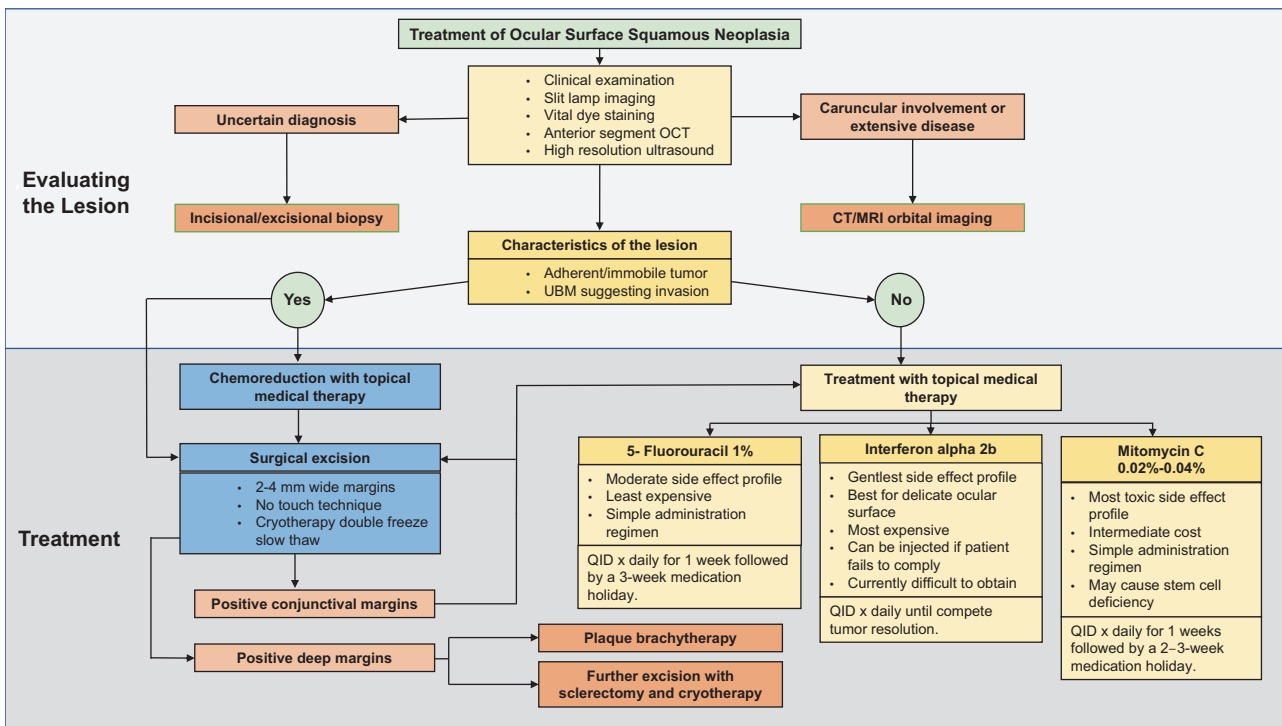 Treatment of Ocular Surface Squamous Neoplasia
• Clinical examination
• Slit lamp imaging
• Vital dye staining
• Anterior segment OCT
• High resolution ultrasound
Uncertain diagnosis
Caruncular involvement or
extensive disease
Evaluating
the Lesion
Incisional/excisional biopsy
CT/MRI orbital imaging
Characteristics of the lesion
• Adherent/immobile tumor
• UBM suggesting invasion
Yes
No
Treatment
Chemoreduction with topical
medical therapy
Surgical excision
• 2-4 mm wide margins
• No touch technique
• Cryotherapy double freeze
slow thaw
Positive conjunctival margins
Positive deep margins
Plaque brachytherapy
Further excision with
sclerectomy and cryotherapy
Treatment with topical medical
therapy
5- Fluorouracil 1%
• Moderate side effect profile
• Least expensive
• Simple administration
regimen
QID x daily for 1 week followed
by a 3-week medication
holiday.
Interferon alpha 2b
• Gentlest side effect profile
• Best for delicate ocular
surface
• Most expensive
• Can be injected if patient
fails to comply
• Currently difficult to obtain
QID x daily until compete
tumor resolution.
Mitomycin C
0.02%-0.04%
• Most toxic side effect
profile
• Intermediate cost
• Simple administration
regimen
• May cause stem cell
deficiency
QID x daily for 1 weeks
followed by a 2–3-week
medication holiday.